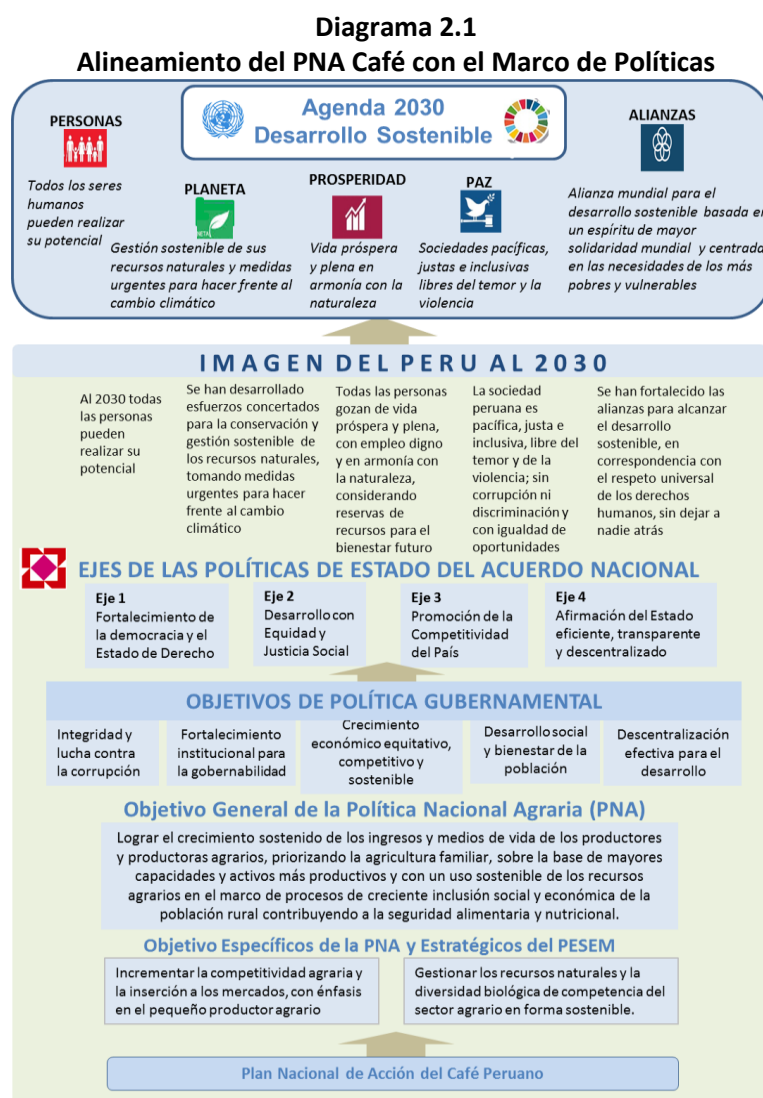 Diagrama 2.1
Alineamiento del PNA Café con el Marco de Políticas
Agenda 2030
Desarrollo Sostenible
PERSONAS
Todos los seres
humanos
pueden realizar
su potencial
PLANETA
Gestión sostenible de sus
recursos naturales y medidas
urgentes para hacer frente al
cambio climático
PROSPERIDAD
Vida próspera
y plena en
armonía con la
naturaleza
PAZ
Sociedades pacíficas,
justas e inclusivas
libres del temor y la
violencia
ALIANZAS
Alianza mundial para el
desarrollo sostenible basada en
un espíritu de mayor
solidaridad mundial y centrada
en las necesidades de los más
pobres y vulnerables
IMAGEN DEL PERU AL 2030
Al 2030 todas
las personas
pueden
realizar su
potencial
Se han desarrollado
esfuerzos concertados
para la conservación y
gestión sostenible de
los recursos naturales,
tomando medidas
urgentes para hacer
frente al cambio
climático
Todas las personas
gozan de vida
próspera y plena,
con empleo digno
y en armonía con
la naturaleza,
considerando
reservas de
recursos para el
bienestar futuro
La sociedad
peruana es
pacífica, justa e
inclusiva, libre del
temor y de la
violencia; sin
corrupción ni
discriminación y
con igualdad de
oportunidades
Se han fortalecido las
alianzas para alcanzar
el desarrollo
sostenible, en
correspondencia con
el respeto universal
de los derechos
humanos, sin dejar a
nadie atrás
EJES DE LAS POLÍTICAS DE ESTADO DEL ACUERDO NACIONAL
Eje 1
Fortalecimiento de
la democracia y el
Estado de Derecho
Eje 2
Desarrollo con
Equidad y
Justicia Social
Eje 3
Promoción de la
Competitividad
del País
Eje 4
Afirmación del Estado
eficiente, transparente
y descentralizado
OBJETIVOS DE POLÍTICA GUBERNAMENTAL
Integridad y
lucha contra
la corrupción
Fortalecimiento
institucional para
la gobernabilidad
Crecimiento
económico equitativo,
competitivo y
sostenible
Desarrollo social
y bienestar de la
población
Descentralización
efectiva para el
desarrollo
Objetivo General de la Política Nacional Agraria (PNA)
Lograr el crecimiento sostenido de los ingresos y medios de vida de los productores
y productoras agrarios, priorizando la agricultura familiar, sobre la base de mayores
capacidades y activos más productivos y con un uso sostenible de los recursos
agrarios en el marco de procesos de creciente inclusión social y económica de la
población rural contribuyendo a la seguridad alimentaria y nutricional.
Objetivo Específicos de la PNA y Estratégicos del PESEM
Incrementar la competitividad agraria y
la inserción a los mercados, con énfasis
en el pequeño productor agrario
Gestionar los recursos naturales y la
diversidad biológica de competencia del
sector agrario en forma sostenible.
Plan Nacional de Acción del Café Peruano